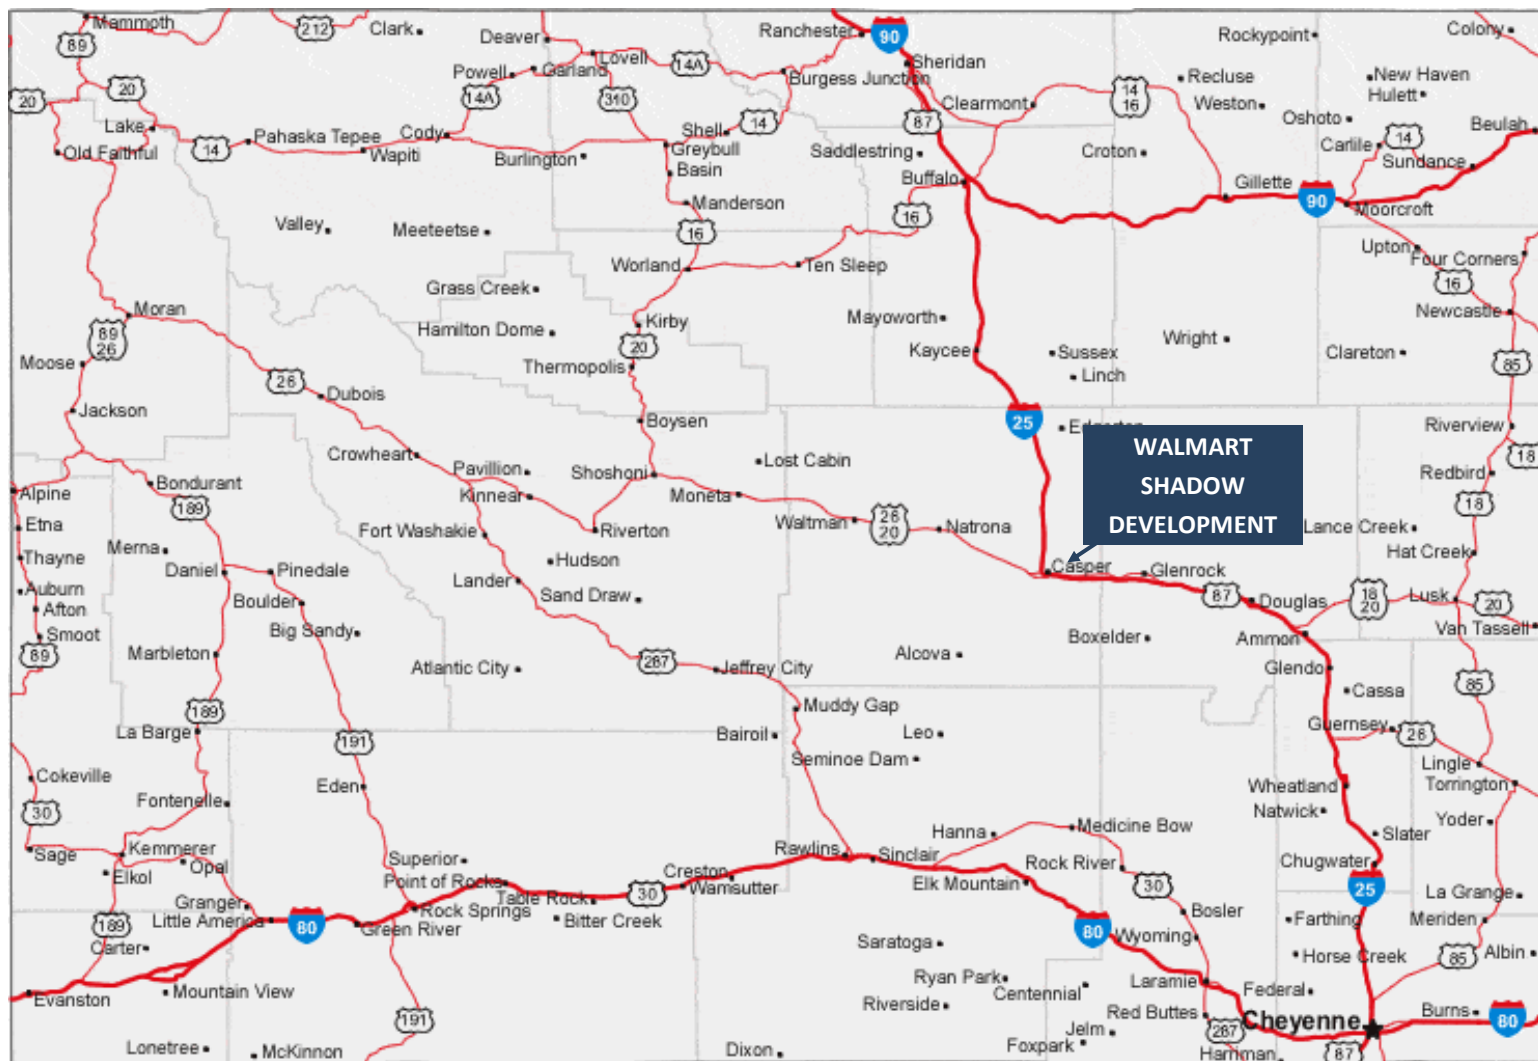 Mammoth
212
Clark
Deaver
Ranchester
90
Rockypoint
Colony
89
Lovell
Sheridan
Powell
Garland
14A
Burgess Junction
Recluse
New Haven
20
20
14A
310
Clearmont
14
16
Weston
Hulett
Lake
Cody
Shell
14
87
Oshoto
Beulah
14
Pahaska Tepee
Wapiti
Greybull
Saddlestring
Croton
Carlile
14
Old Faithful
Burlington
Basin
Buffalo
Gillette
Sundance
Manderson
16
90
Moorcroft
Valley
Meeteetse
16
Upton
Worland
Ten Sleep
Four Corners
Grass Creek
16
Moran
Hamilton Dome
Kirby
Mayoworth
Newcastle
89
26
20
Wright
Moose
Thermopolis
Kaycee
Sussex
Clareton
85
26
Dubois
Linch
Jackson
Boysen
25
Riverview
Crowheart
WALMART
SHADOW
DEVELOPMENT
18
Pavillion
Shoshoni
Lost Cabin
Redbird
Alpine
Bondurant
Kinnear
Moneta
189
18
Etna
Fort Washakie
Riverton
Waltman
26
20
Natrona
Lance Creek
Thayne
Merna
Hudson
Hat Creek
Daniel
Pinedale
Lander
Casper
Glenrock
Auburn
Boulder
Sand Draw
87
Douglas
18
20
Lusk
20
Afton
Smoot
Big Sandy
Boxelder
Ammon
Van Tassell
89
Marbleton
Atlantic City
287
Jeffrey City
Alcova
Glendo
85
189
Muddy Gap
Cassa
La Barge
191
Bairoil
Leo
Guernsey
26
Seminoe Dam
Lingle
Cokeville
Eden
Wheatland
Torrington
30
Fontenelle
Natwick
Yoder
Hanna
Medicine Bow
Slater
Sage
Kemmerer
Superior
Rawlins
Sinclair
Rock River
Chugwater
Opal
Creston
Elkol
Point of Rocks
30
Wamsutter
Elk Mountain
30
25
La Grange
Granger
Table Rock
189
Little America
80
Rock Springs
Bitter Creek
Bosler
Farthing
Meriden
Green River
80
Carter
Saratoga
Wyoming
Horse Creek
85
Albin
Ryan Park
Laramie
Evanston
Mountain View
Centennial
Federal
191
Riverside
Red Buttes
Cheyenne
Burns
80
Jelm
287
Lonetree
McKinnon
Dixon
Foxpark
Harriman
87